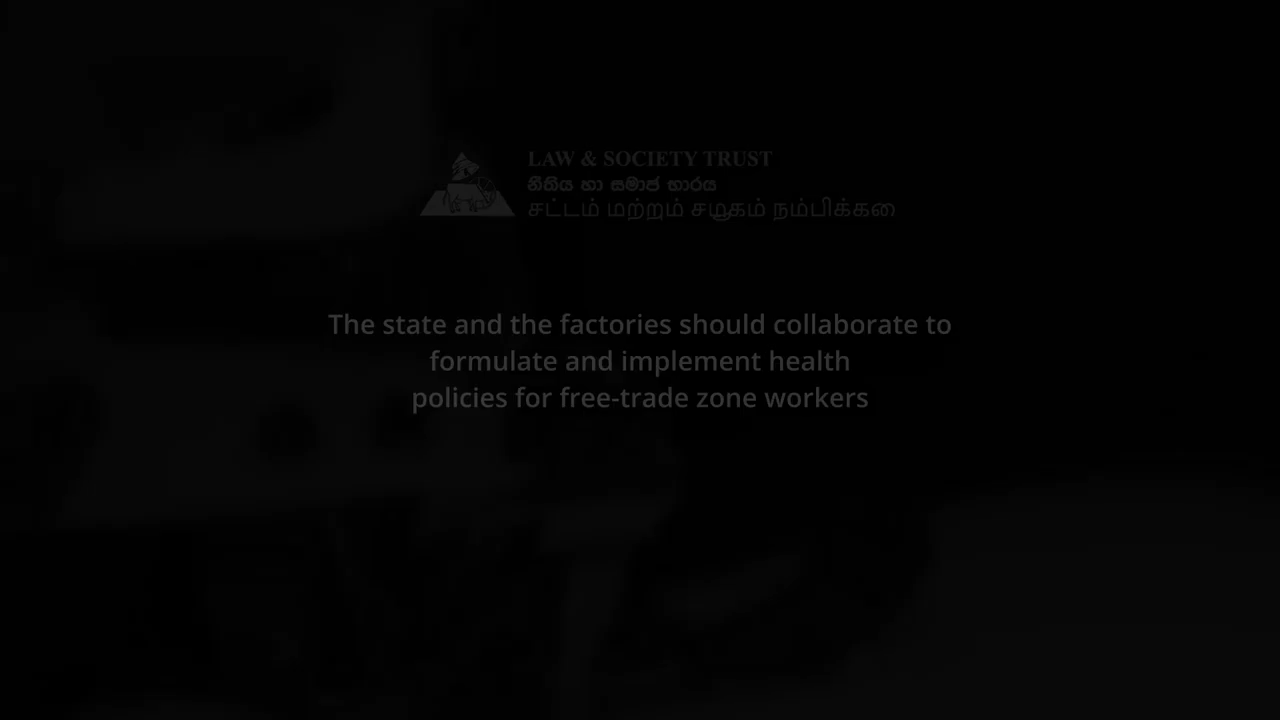 LAW & SOCIETY TRUST
නීතිය හා සමාජ භාරය
சட்டம் மற்றும் சமூகம் நம்பிக்கை
The state and the factories should collaborate to
formulate and implement health
policies for free-trade zone workers